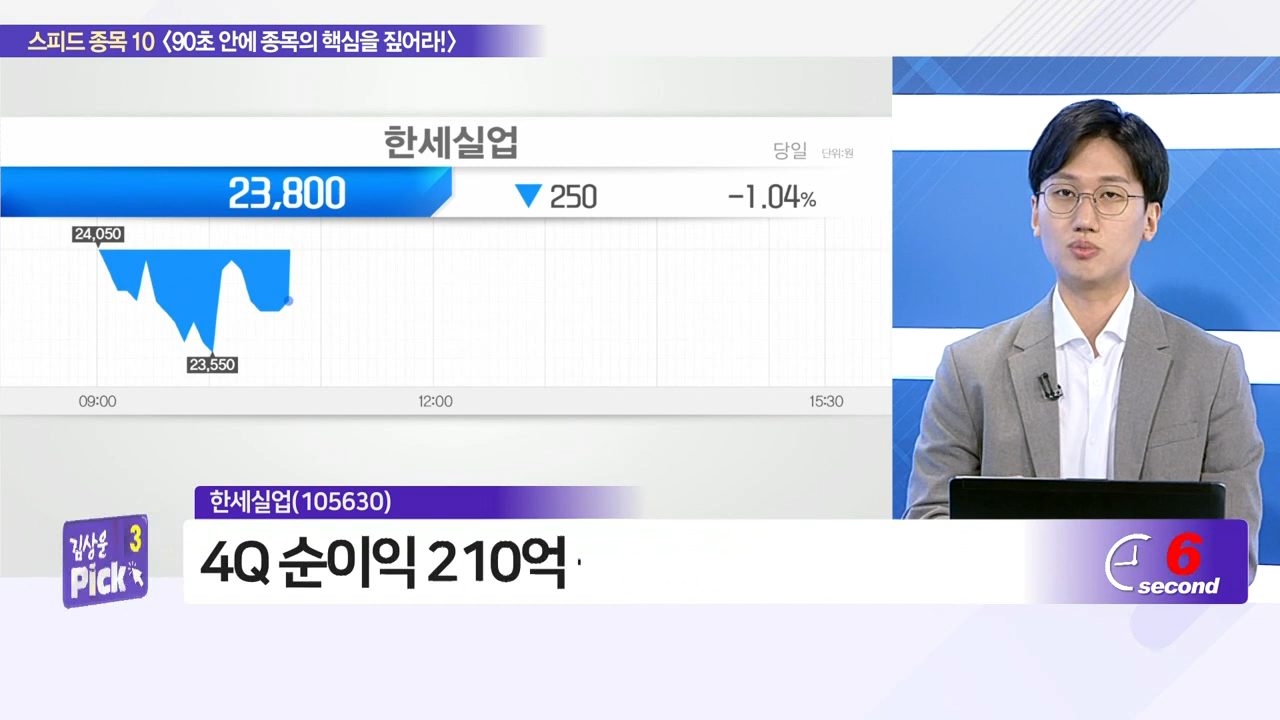 스피드 종목 10 〈90초 안에 종목의 핵심을 짚어라!〉
한세실업
당일 단위:원
23,800 ▼ 250 -1.04%
24,050
23,550
09:00 12:00 15:30
한세실업(105630)
김상윤 3
Pick
4Q 순이익 210억
6
second